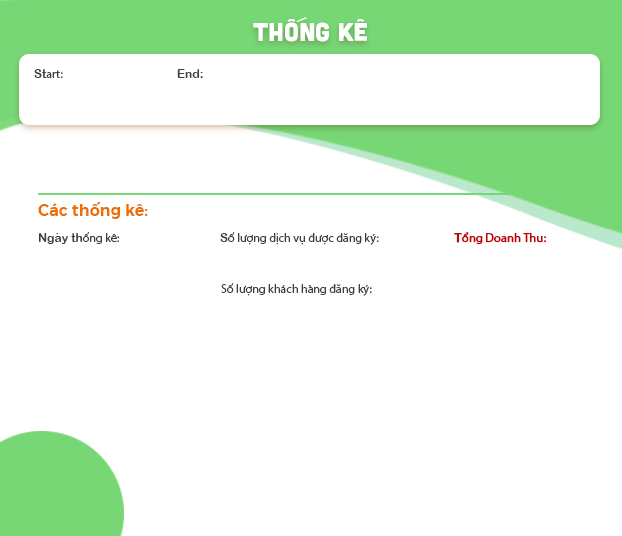 THỐNG KÊ
Start: End:
Các thống kê:
Ngày thống kê: Số lượng dịch vụ được đăng ký: Tổng Doanh Thu:
Số lượng khách hàng đăng ký: